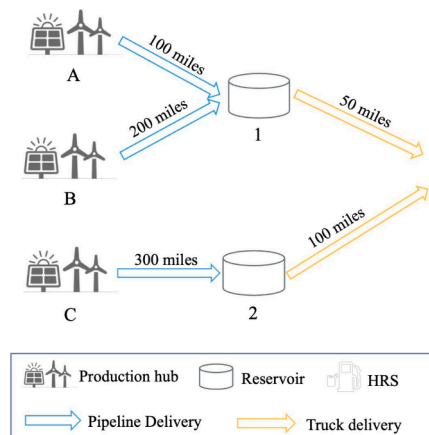 100 miles
A
50 miles
200 miles
1
B
100 miles
300 miles
C
2
Production hub
Reservoir
HRS
Pipeline Delivery
Truck delivery